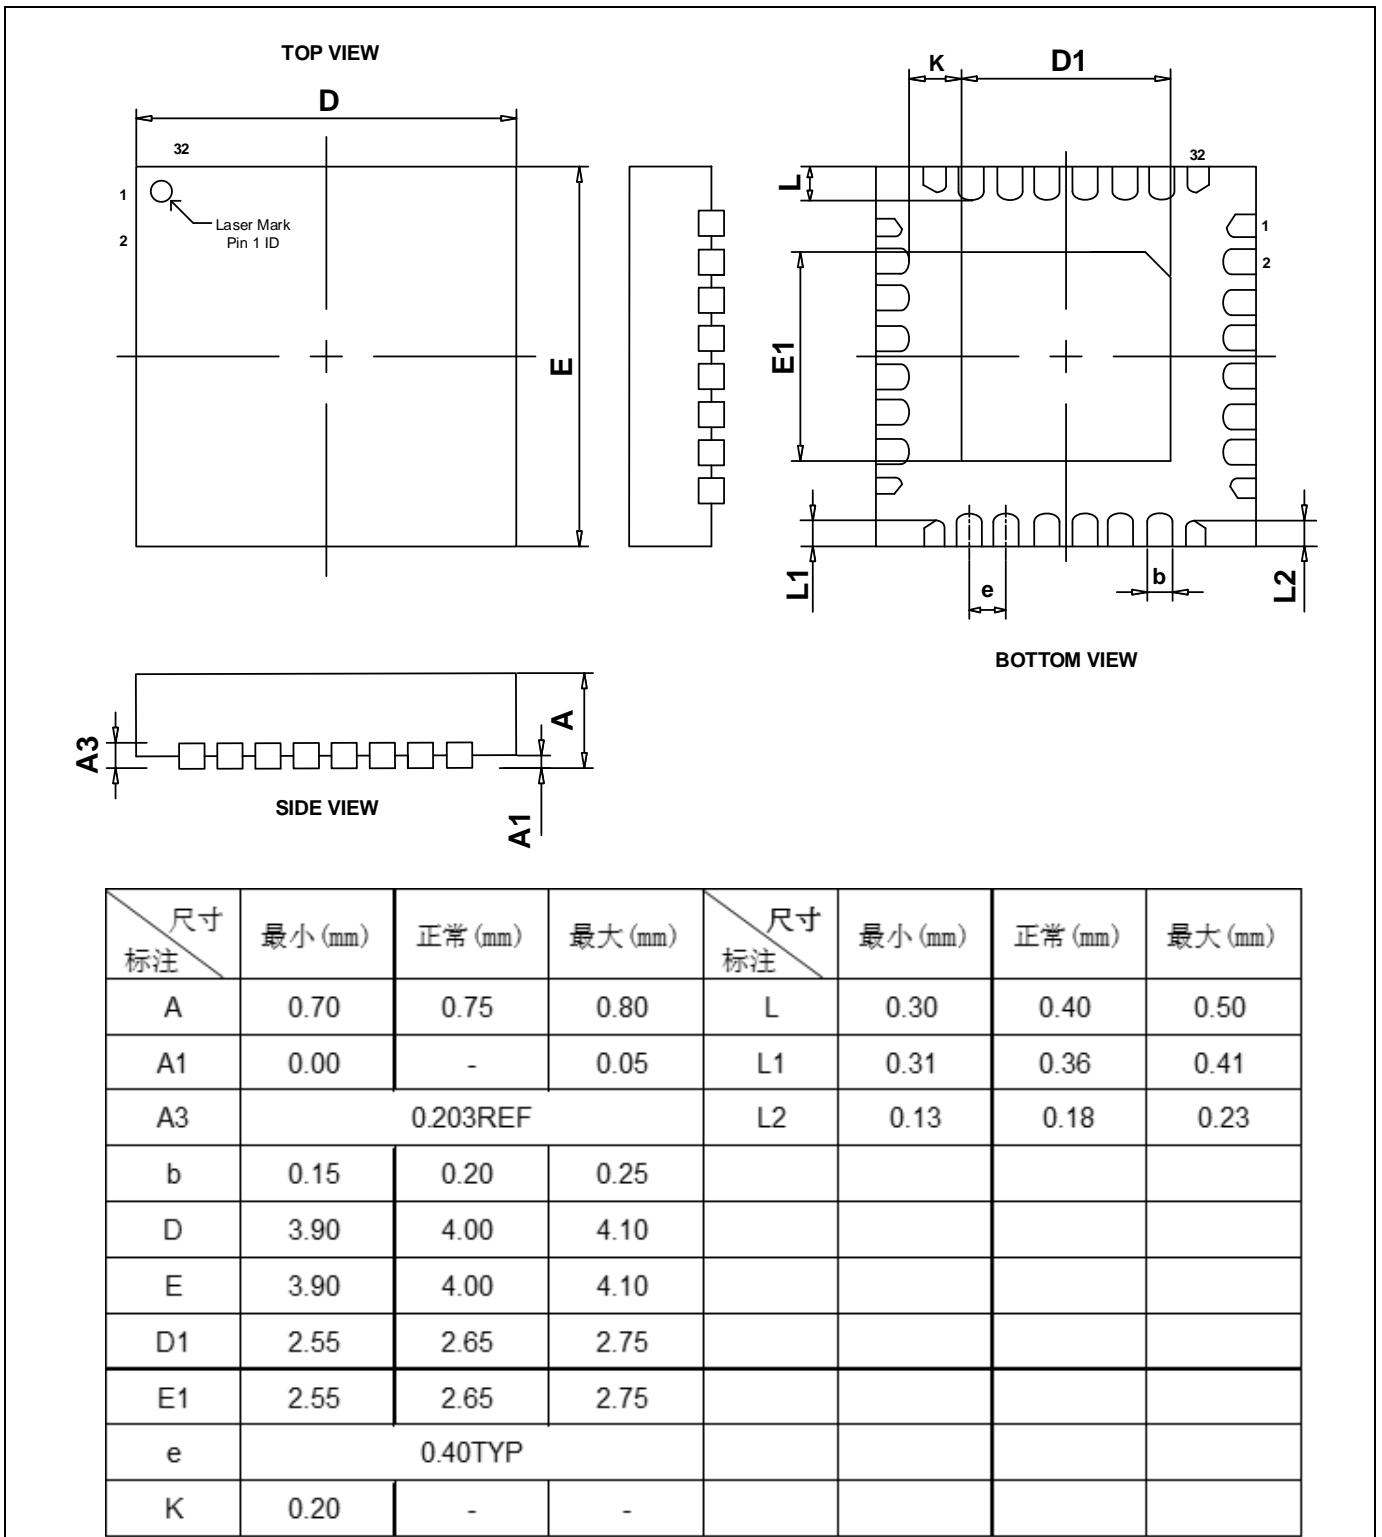 TOP VIEW
D
32
1
2
Laser Mark
Pin 1 ID
E
K
D1
L
32
1
2
E1
L1
e
b
L2
BOTTOM VIEW
A3
A
A1
SIDE VIEW
尺寸 标注 最小(mm) 正常(mm) 最大(mm) 尺寸 标注 最小(mm) 正常(mm) 最大(mm)
A 0.70 0.75 0.80 L 0.30 0.40 0.50
A1 0.00 - 0.05 L1 0.31 0.36 0.41
A3 0.203REF L2 0.13 0.18 0.23
b 0.15 0.20 0.25
D 3.90 4.00 4.10
E 3.90 4.00 4.10
D1 2.55 2.65 2.75
E1 2.55 2.65 2.75
e 0.40TYP
K 0.20 - -